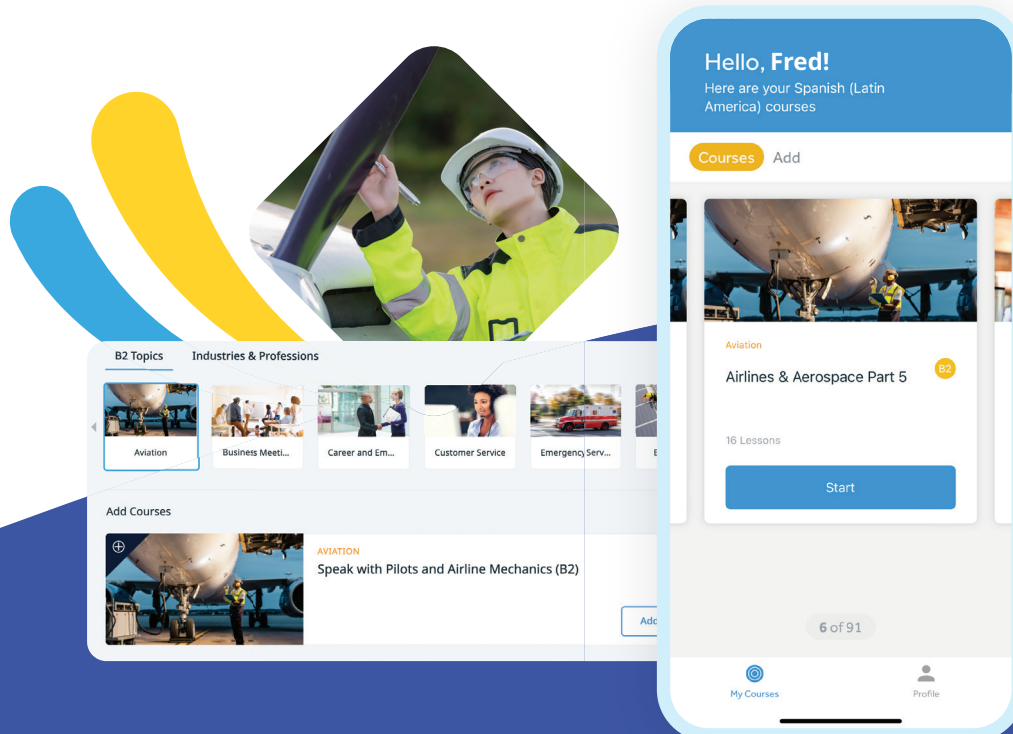 Hello, Fred!
Here are your Spanish (Latin
America) courses
Courses Add
Aviation
Airlines & Aerospace Part 5
B2
16 Lessons
Start
6 of 91
My Courses Profile
B2 Topics Industries & Professions
Aviation Business Meeti... Career and Em... Customer Service Emergency Serv...
Add Courses
AVIATION
Speak with Pilots and Airline Mechanics (B2)
Add